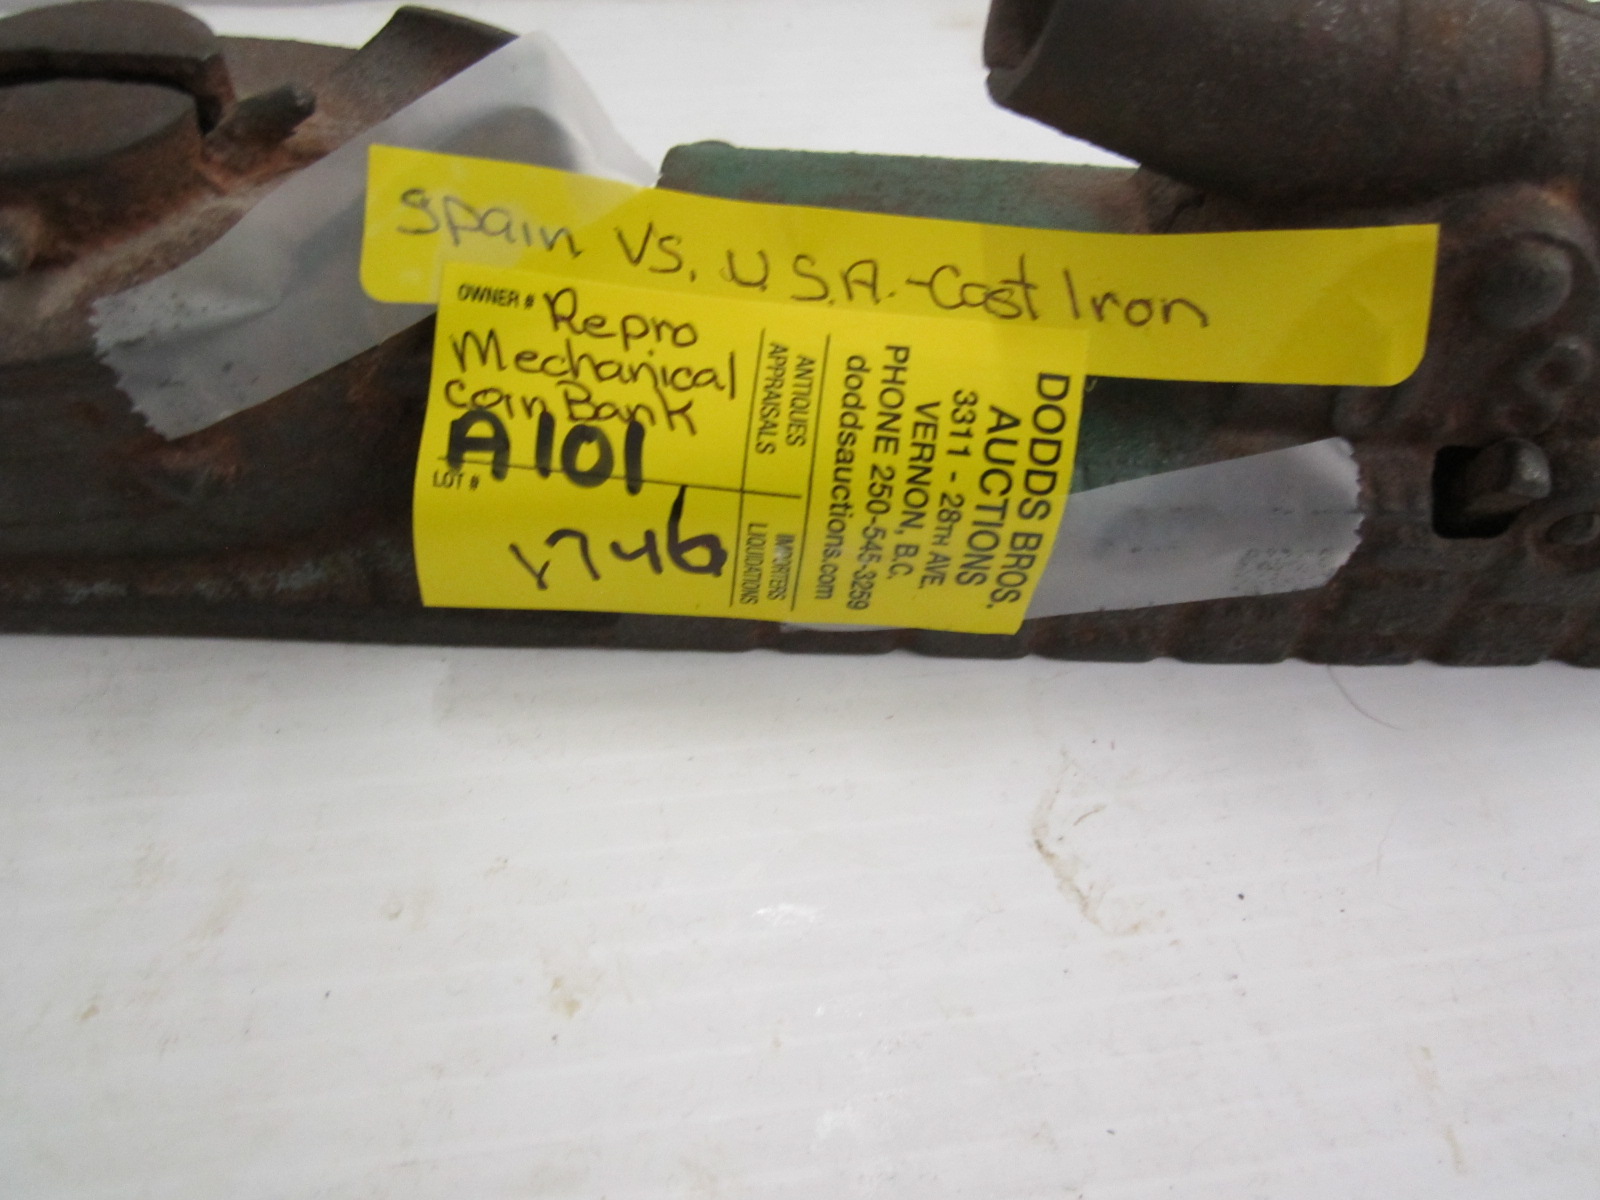 Spain VS. U.S.A. - Cast Iron
OWNER # Repro
Mechanical
Coin Bank
A101
LOT #
1746
ANTIQUES
APPRAISALS
IMPORTERS
LIQUIDATIONS
DODDS BROS.
AUCTIONS
3311 - 28TH AVE.
VERNON, B.C.
PHONE 250-545-3259
doddsauctions.com